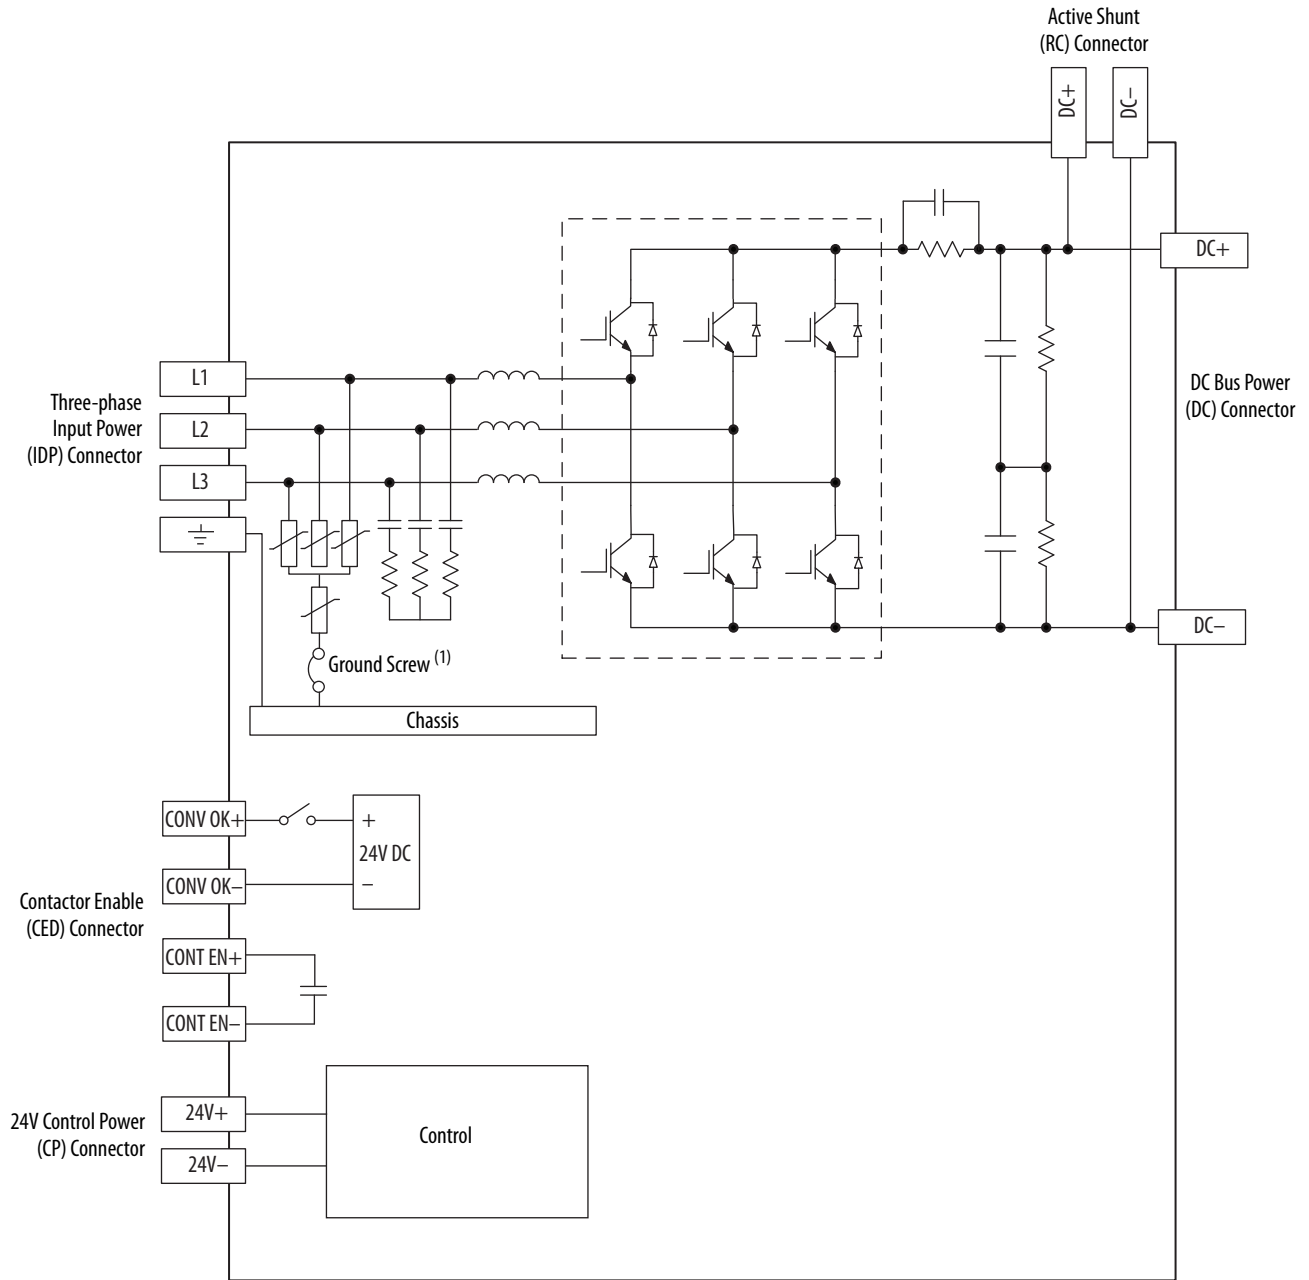 Active Shunt
(RC) Connector
DC+
DC–
DC+
L1
Three-phase
Input Power
(IDP) Connector
L2
L3
DC Bus Power
(DC) Connector
DC–
Ground Screw (1)
Chassis
CONV OK+
+
24V DC
CONV OK–
–
Contactor Enable
(CED) Connector
CONT EN+
CONT EN–
24V Control Power
(CP) Connector
24V+
24V–
Control